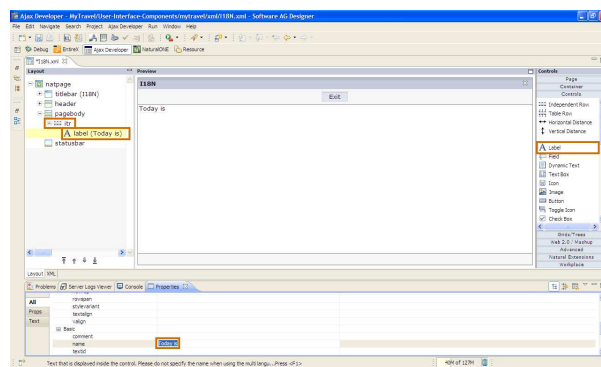 Ajax Developer - MyTravel/User-Interface-Components/mytravel/xml/I18N.xml - Software AG Designer
File Edit Navigate Search Project Ajax Developer Run Window Help
Debug EntireX Ajax Developer NaturalONE Resource
*I18N.xml
Layout
natpage
titlebar (I18N)
header
pagebody
itr
label (Today is)
statusbar
Layout XML
Preview
I18N
Exit
Today is
Controls
Page
Container
Controls
Independent Row
Table Row
Horizontal Distance
Vertical Distance
Label
Field
Dynamic Text
Text Box
Icon
Image
Button
Toggle Icon
Check Box
Grids/Trees
Web 2.0 / Mashup
Advanced
Natural Extensions
Workplace
Problems Server Logs Viewer Console Properties
All
Props
Text
rowspan
stylevariant
textalign
valign
Basic
comment
name Today is
textid
Text that is displayed inside the control. Please do not specify the name when using the multi langu...Press <F1>
40M of 127M